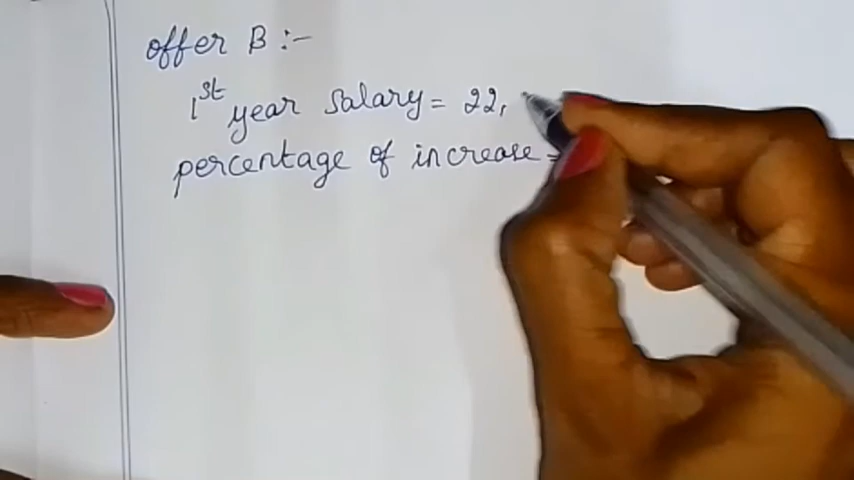 offer B :-
1st year salary = 22,
percentage of increase =